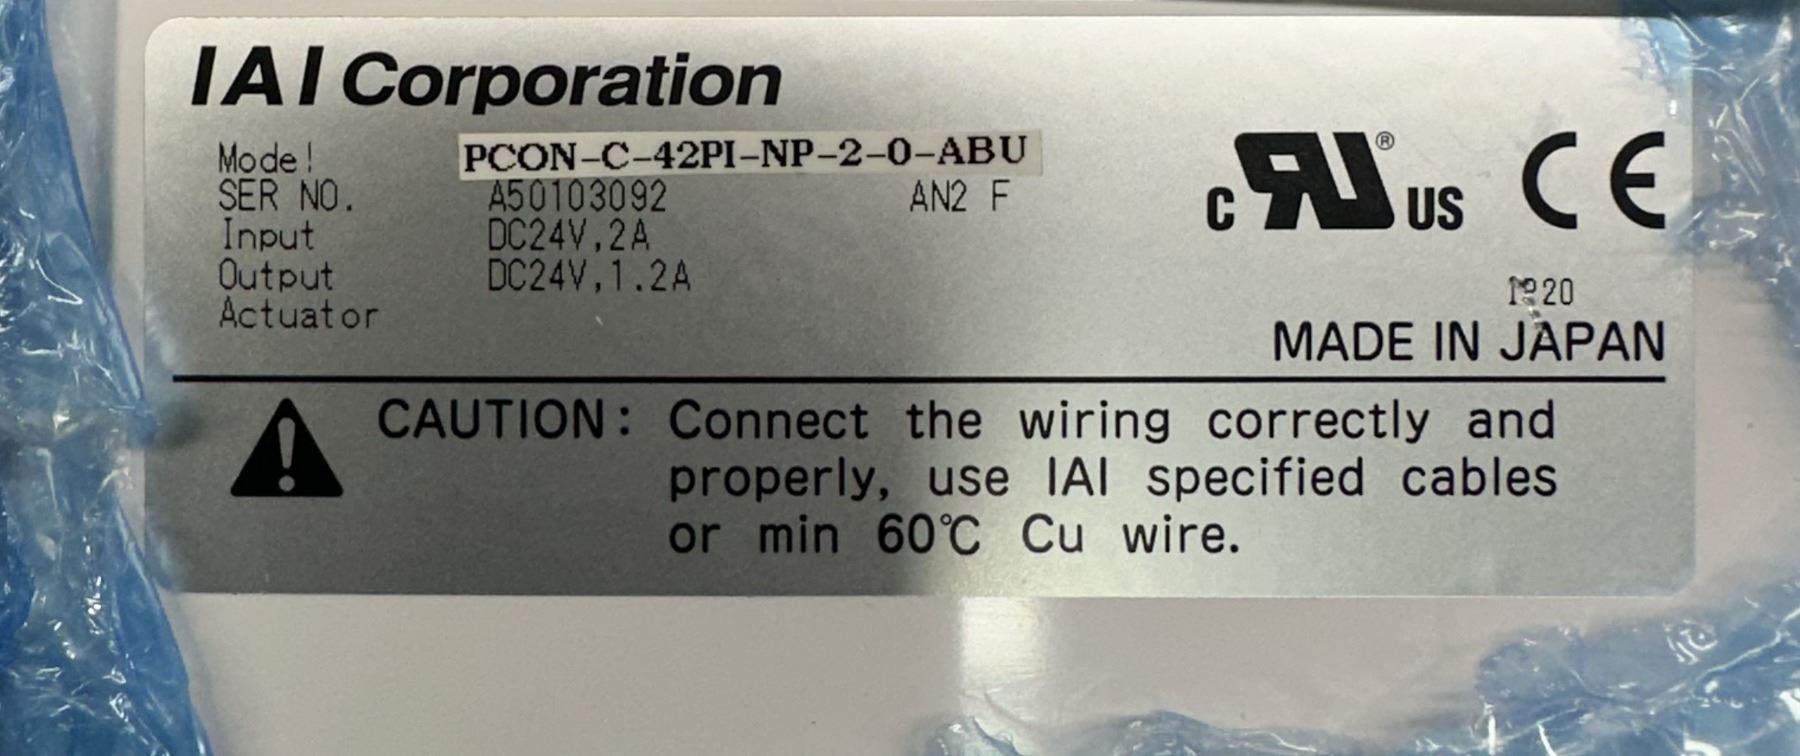 IAI Corporation
Model PCON-C-42PI-NP-2-0-ABU
SER NO. A50103092 AN2 F
Input DC24V,2A
Output DC24V,1.2A
Actuator
c RU ® US CE
MADE IN JAPAN
CAUTION: Connect the wiring correctly and
properly, use IAI specified cables
or min 60℃ Cu wire.